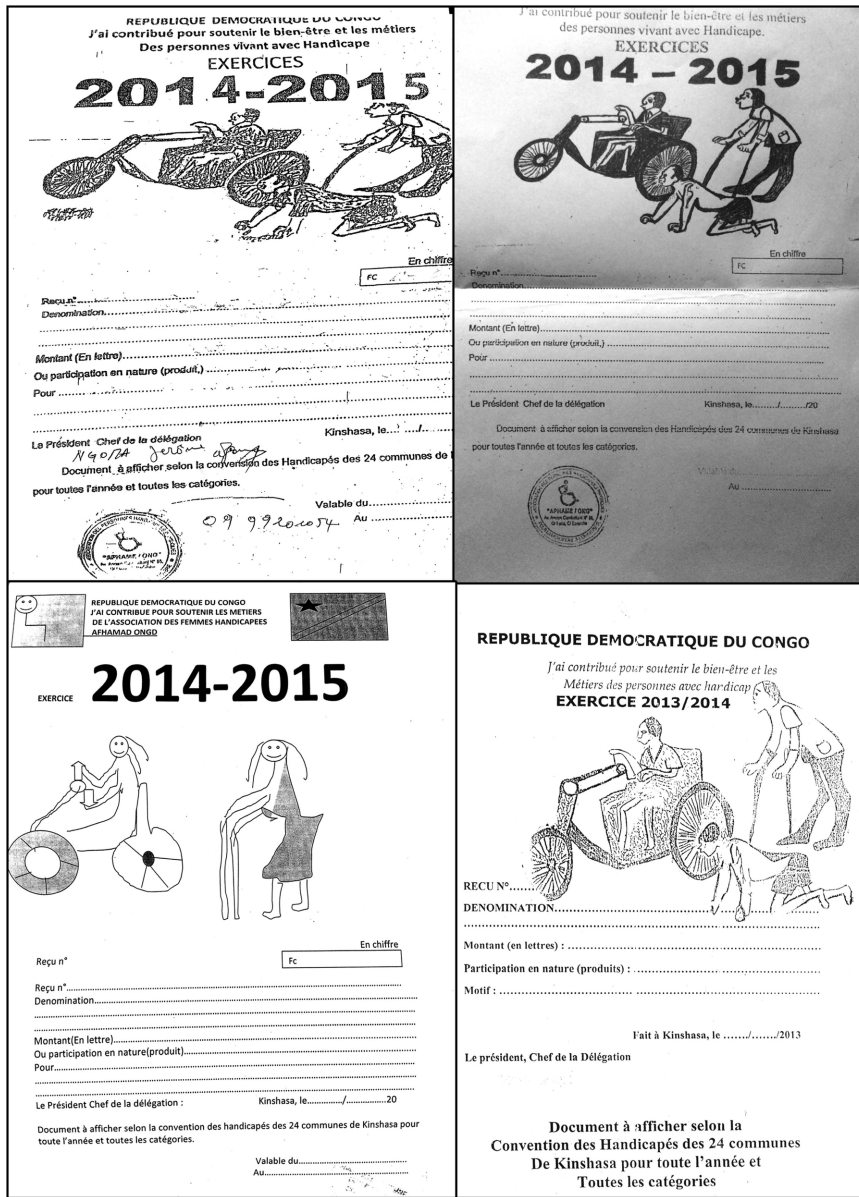 REPUBLIQUE DEMOCRATIQUE DU CONGO
J'ai contribué pour soutenir le bien-être et les métiers
Des personnes vivant avec Handicape
EXERCICES
2014-2015
En chiffre
FC
Reçu n°
Denomination
Montant (En lettre)
Ou participation en nature (produit,)
Pour
Le Président Chef de la délégation
Kinshasa, le..../..
NGOMA Jerôme
Document à afficher selon la convension des Handicapés des 24 communes de
pour toutes l'année et toutes les catégories.
Valable du
Au
"APHAME / ONG"
J'ai contribué pour soutenir le bien-être et les métiers
des personnes vivant avec Handicape.
EXERCICES
2014 – 2015
En chiffre
FC
Reçu n°
Denomination
Montant (En lettre)
Ou participation en nature (produit,)
Pour
Le Président Chef de la délégation
Kinshasa, le........./........./20
Document à afficher selon la convension des Handicapés des 24 communes de Kinshasa
pour toute l'année et toutes les catégories.
Au
"APHAME / ONG"
REPUBLIQUE DEMOCRATIQUE DU CONGO
J'AI CONTRIBUE POUR SOUTENIR LES METIERS
DE L'ASSOCIATION DES FEMMES HANDICAPEES
AFHAMAD ONGD
EXERCICE 2014-2015
En chiffre
Reçu n°
Fc
Reçu n°
Denomination
Montant(En lettre)
Ou participation en nature(produit)
Pour
Le Président Chef de la délégation : Kinshasa, le............../................20
Document à afficher selon la convention des handicapés des 24 communes de Kinshasa pour
toute l'année et toutes les catégories.
Valable du
Au
REPUBLIQUE DEMOCRATIQUE DU CONGO
J'ai contribué pour soutenir le bien-être et les
Métiers des personnes avec handicap
EXERCICE 2013/2014
RECU N°
DENOMINATION
Montant (en lettres) :
Participation en nature (produits) :
Motif :
Fait à Kinshasa, le ......./......./2013
Le président, Chef de la Délégation
Document à afficher selon la
Convention des Handicapés des 24 communes
De Kinshasa pour toute l'année et
Toutes les catégories